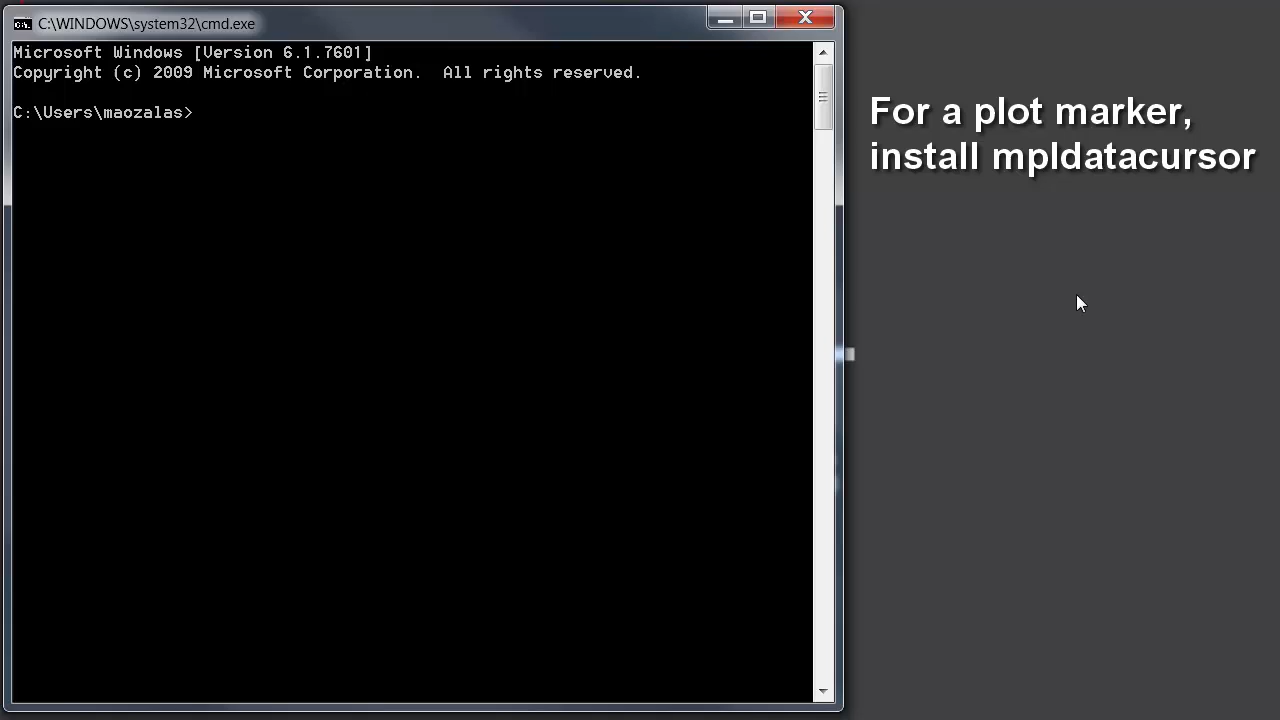 C:\WINDOWS\system32\cmd.exe
Microsoft Windows [Version 6.1.7601]
Copyright (c) 2009 Microsoft Corporation.  All rights reserved.
C:\Users\maozalas>
For a plot marker,
install mpldatacursor